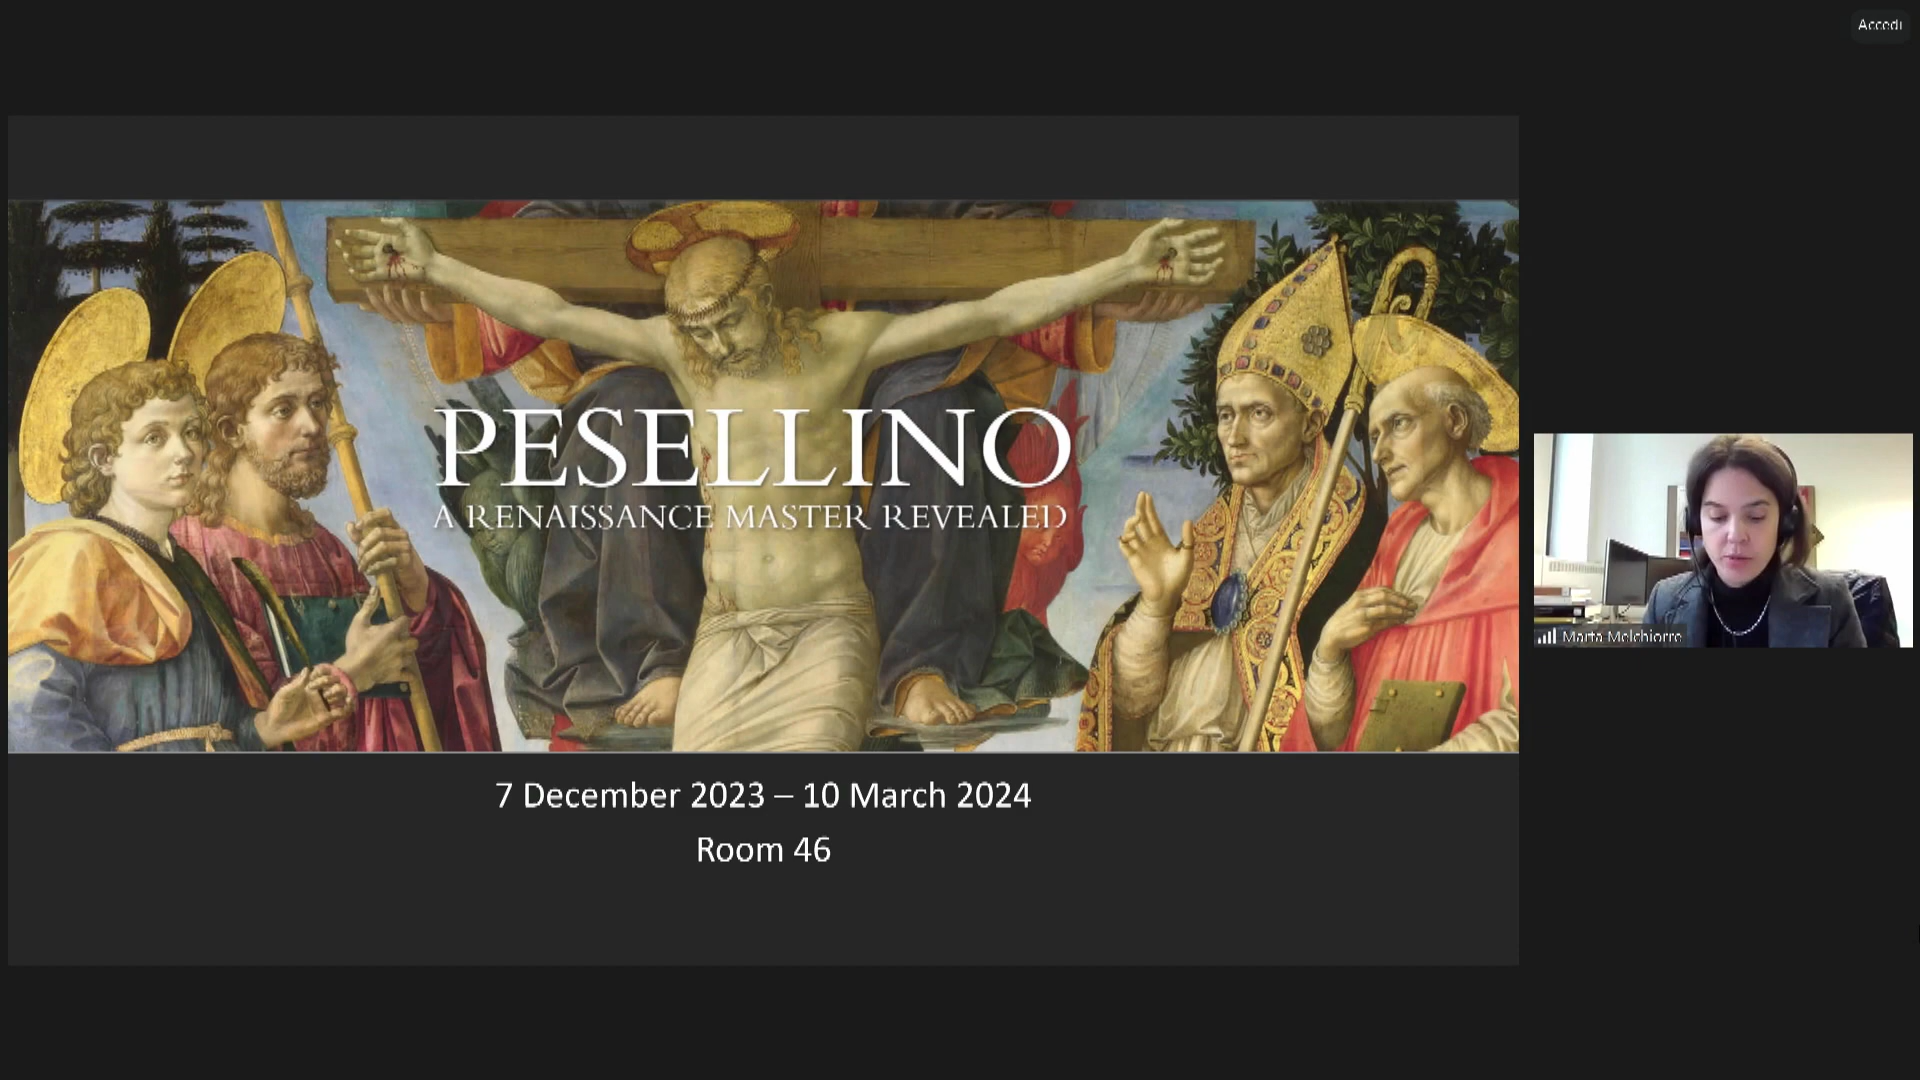 Accedi
PESELLINO
A RENAISSANCE MASTER REVEALED
7 December 2023 – 10 March 2024
Room 46
Marta Melchiorre